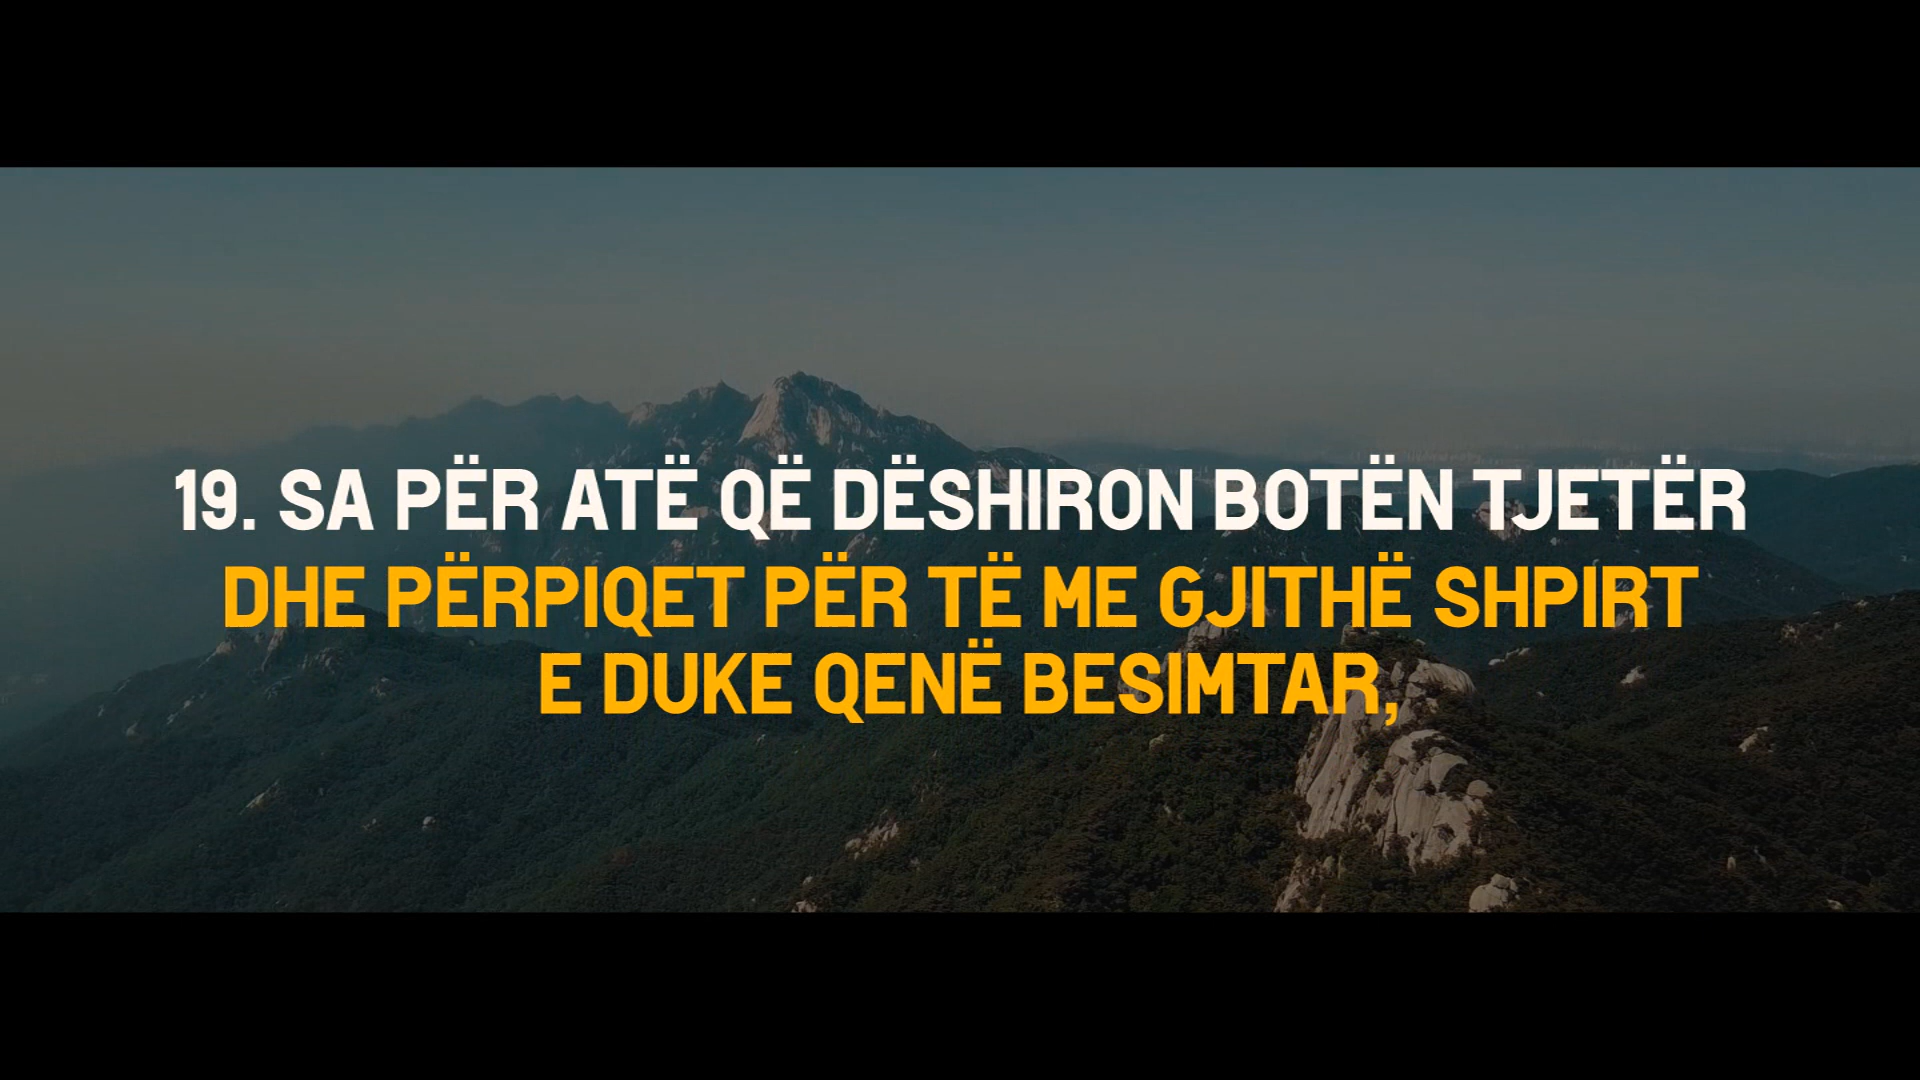 19. SA PËR ATË QË DËSHIRON BOTËN TJETËR
DHE PËRPIQET PËR TË ME GJITHË SHPIRT
E DUKE QENË BESIMTAR,